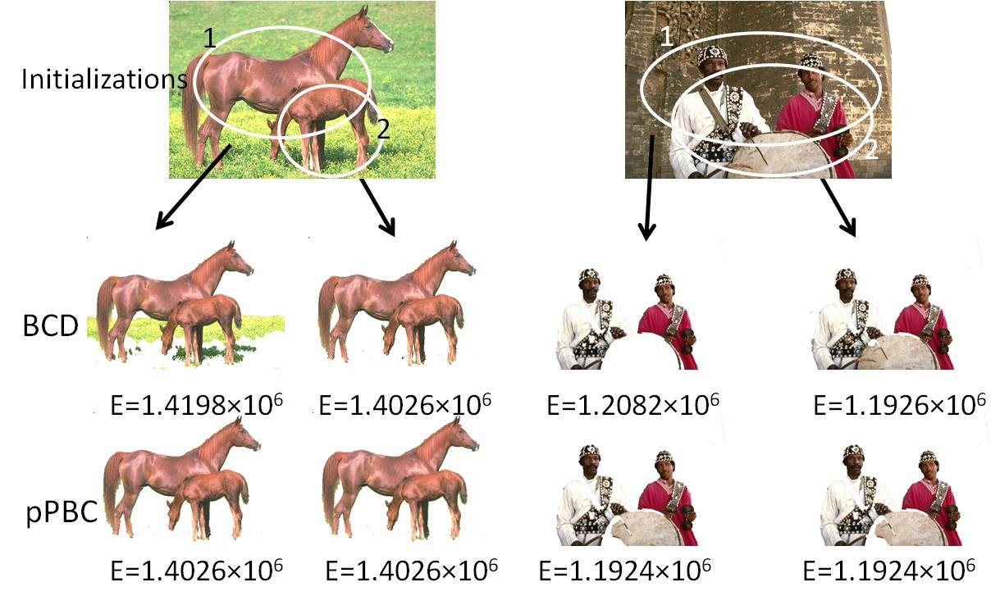 1
1
Initializations
2
2
BCD
E=1.4198×10⁶ E=1.4026×10⁶ E=1.2082×10⁶ E=1.1926×10⁶
pPBC
E=1.4026×10⁶ E=1.4026×10⁶ E=1.1924×10⁶ E=1.1924×10⁶